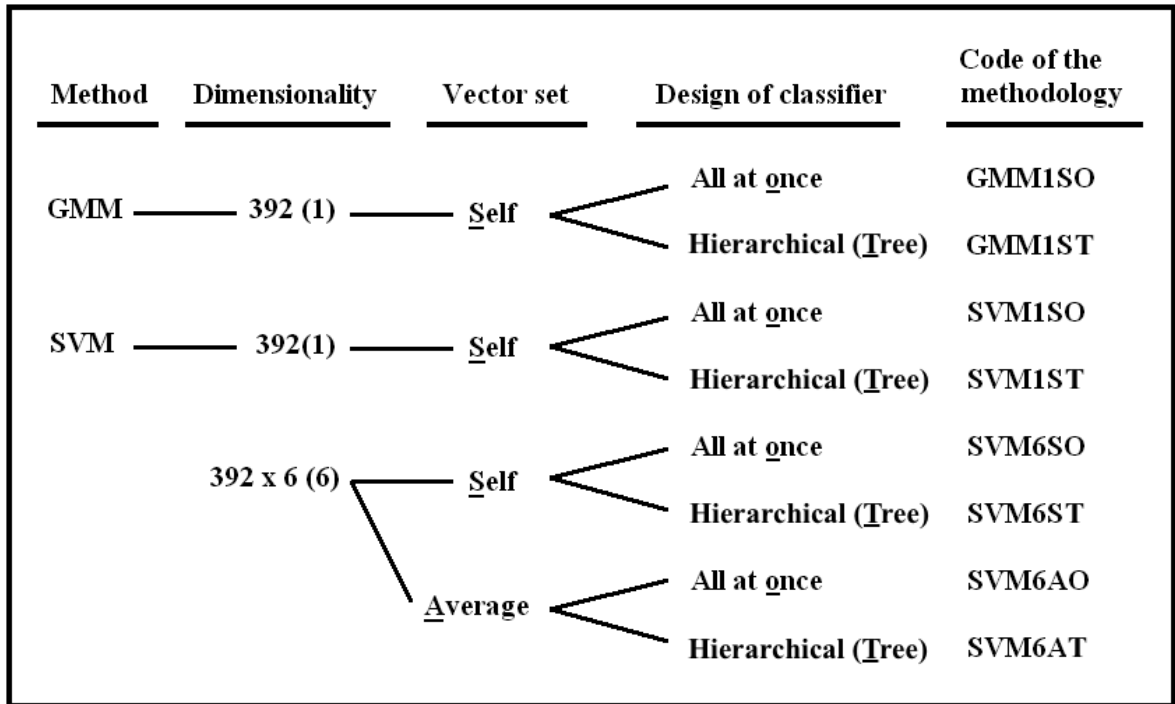 Method Dimensionality Vector set Design of classifier Code of the methodology
All at once GMM1SO
GMM 392 (1) Self
Hierarchical (Tree) GMM1ST
All at once SVM1SO
SVM 392(1) Self
Hierarchical (Tree) SVM1ST
All at once SVM6SO
392 x 6 (6) Self
Hierarchical (Tree) SVM6ST
All at once SVM6AO
Average
Hierarchical (Tree) SVM6AT